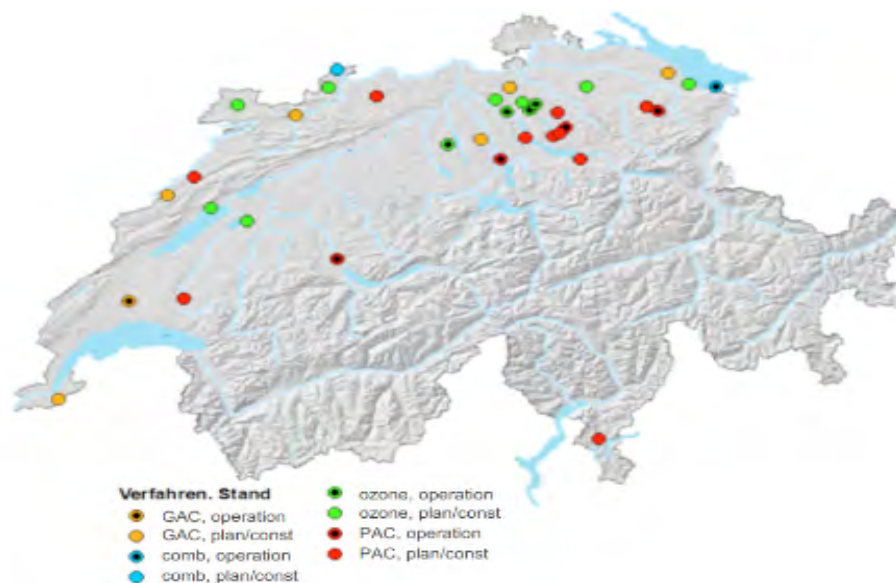 Verfahren. Stand
GAC, operation
GAC, plan/const
comb, operation
comb, plan/const
ozone, operation
ozone, plan/const
PAC, operation
PAC, plan/const